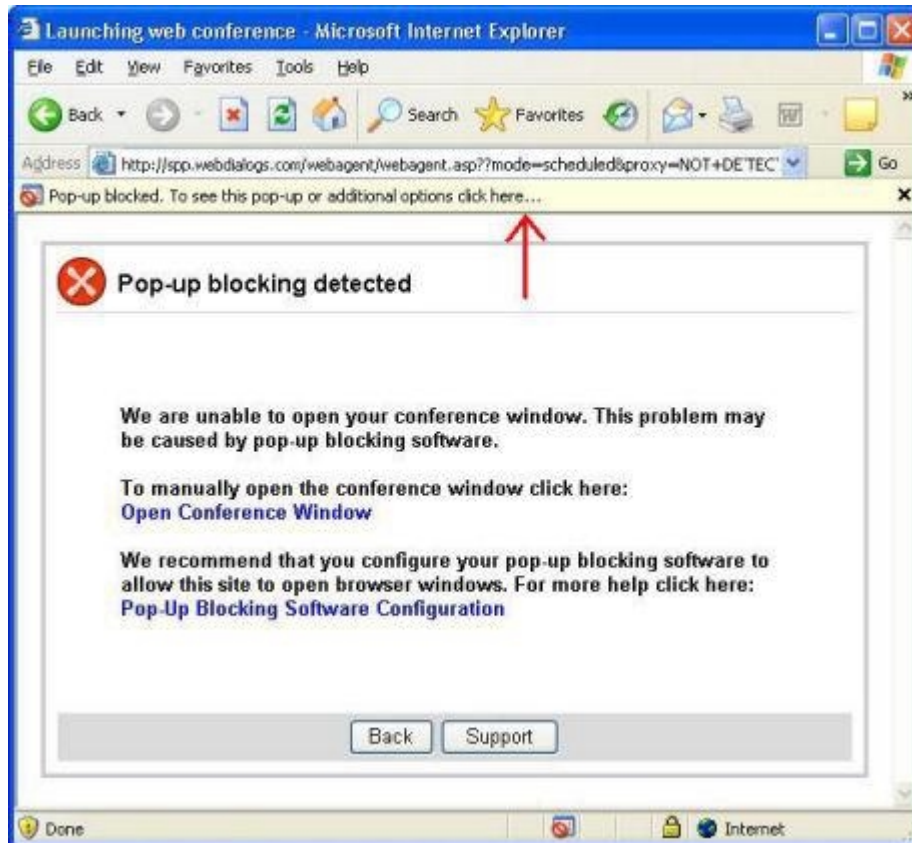 Launching web conference - Microsoft Internet Explorer
File Edit View Favorites Tools Help
Back Search Favorites »
Address http://spp.webdialogs.com/webagent/webagent.asp??mode=scheduled&proxy=NOT+DETEC Go
Pop-up blocked. To see this pop-up or additional options click here...
Pop-up blocking detected
We are unable to open your conference window. This problem may
be caused by pop-up blocking software.
To manually open the conference window click here:
Open Conference Window
We recommend that you configure your pop-up blocking software to
allow this site to open browser windows. For more help click here:
Pop-Up Blocking Software Configuration
Back Support
Done Internet